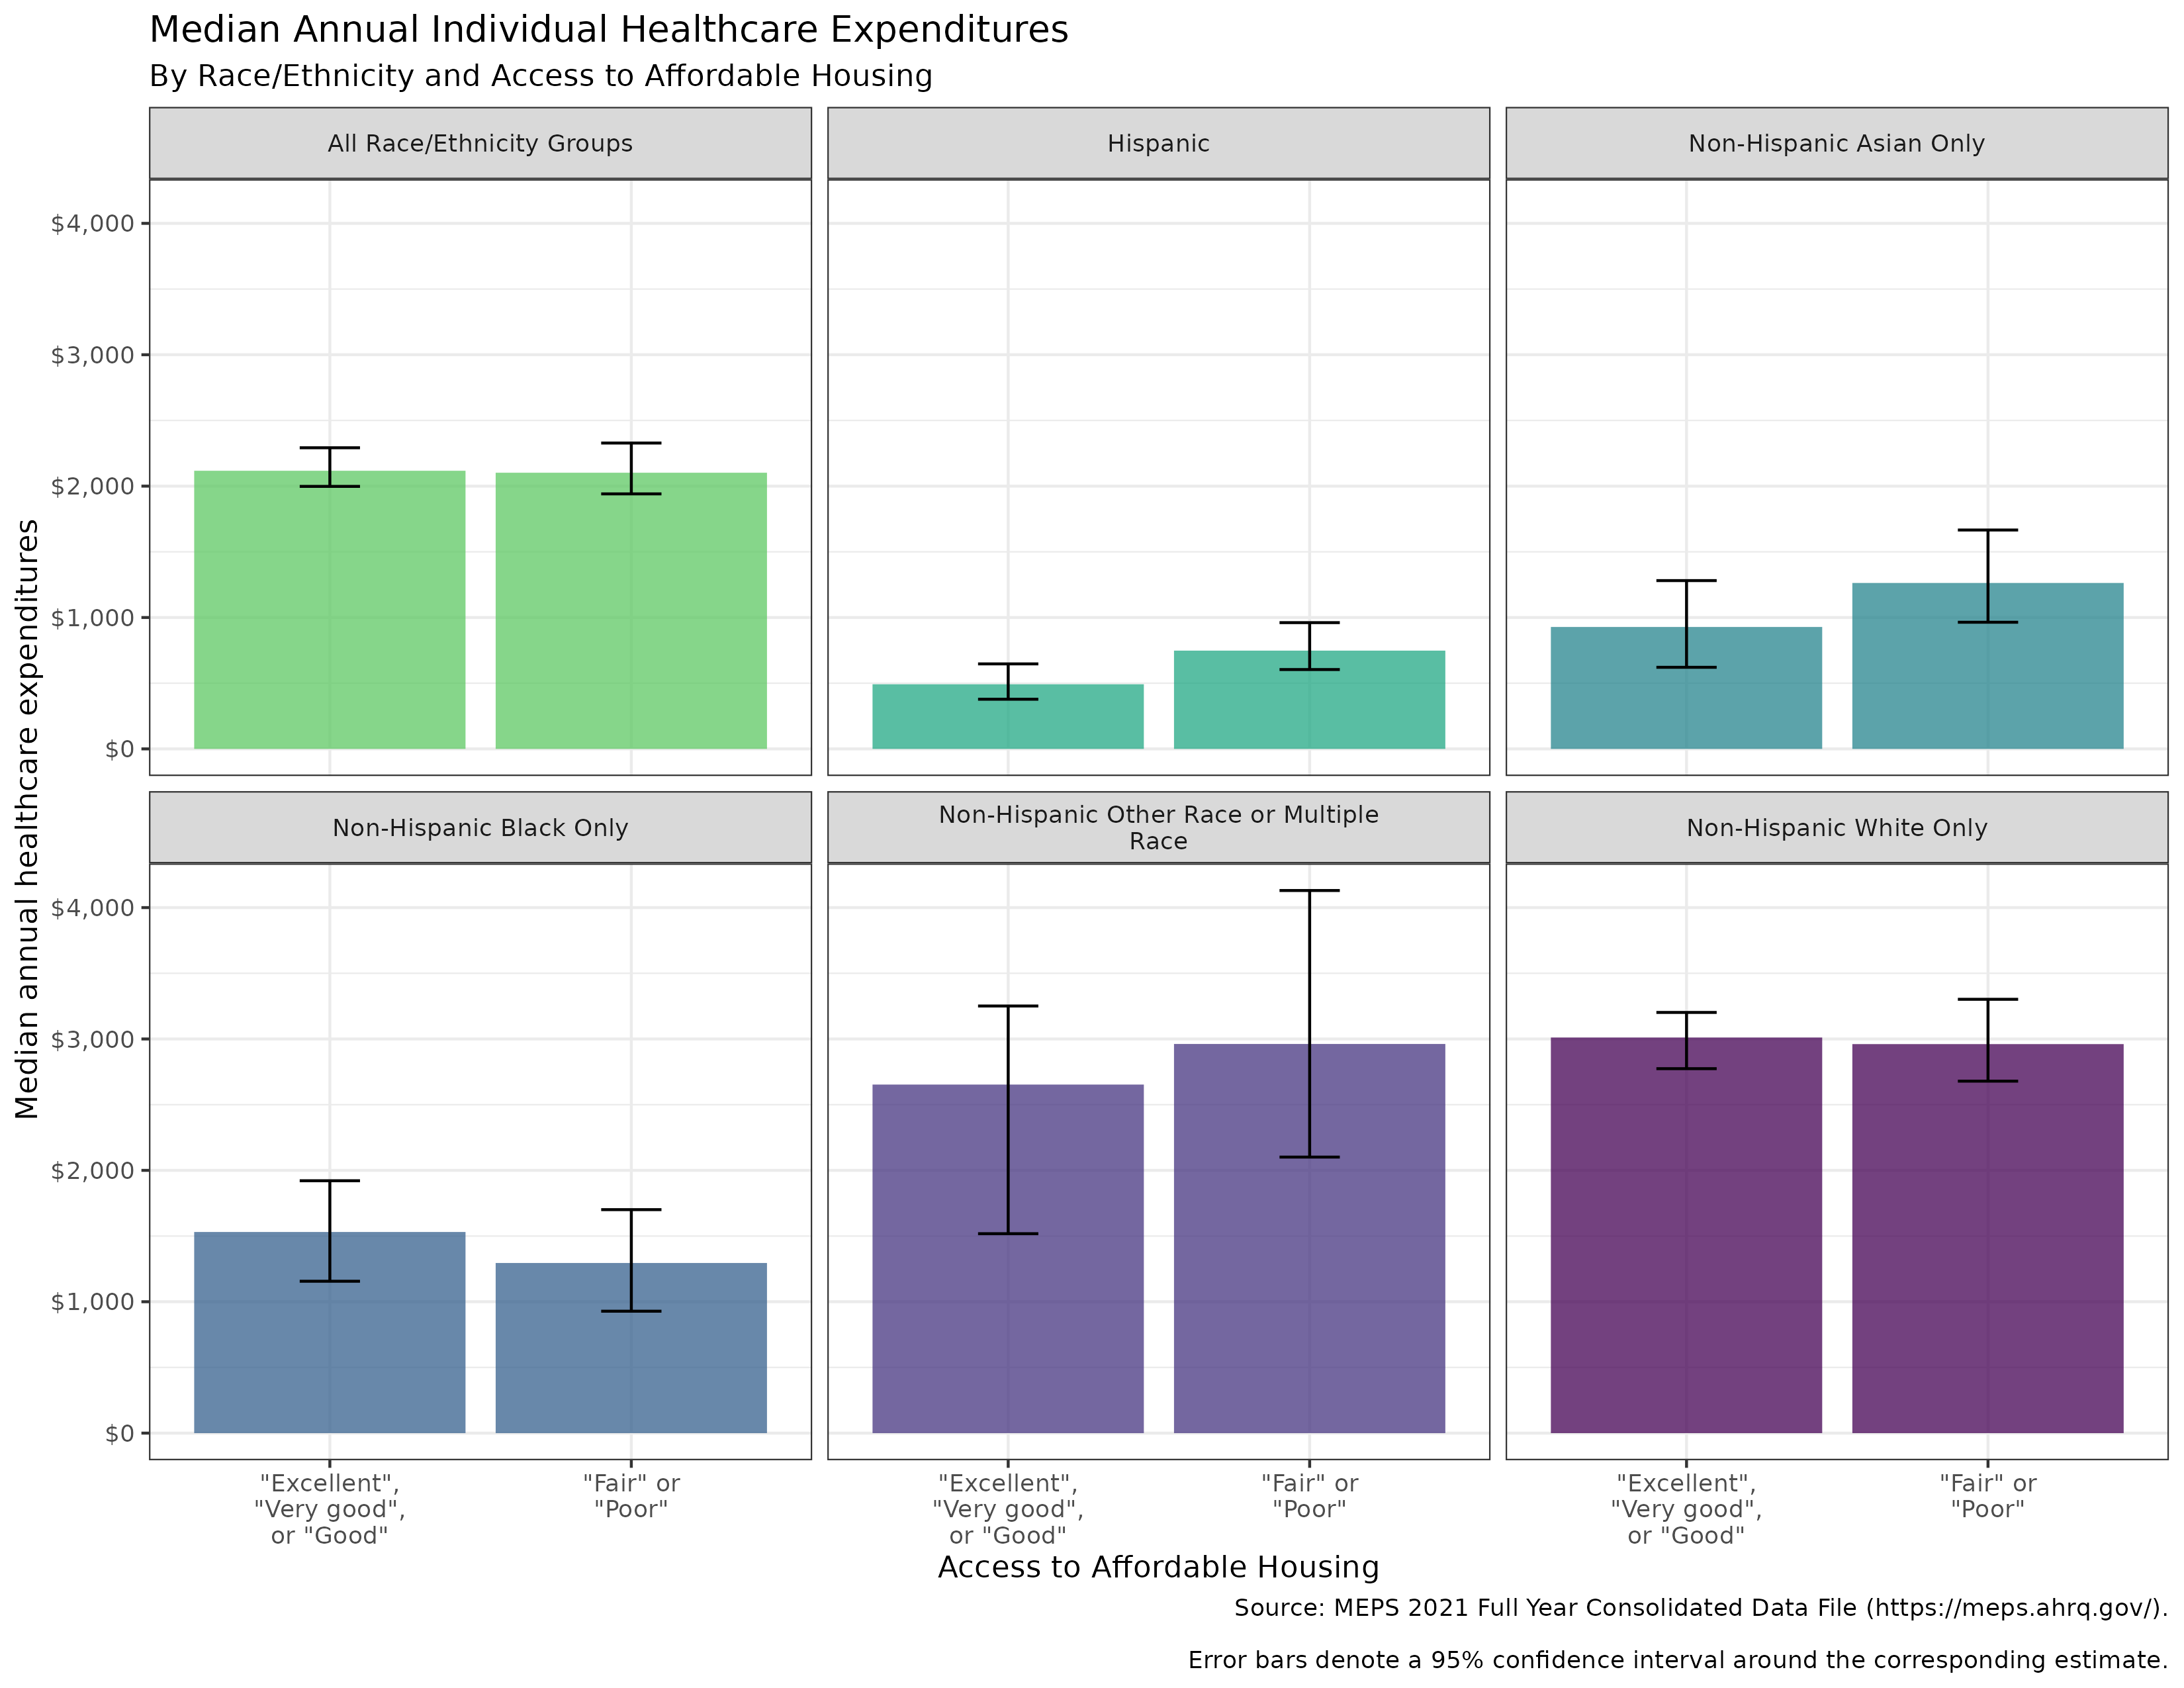 Median Annual Individual Healthcare Expenditures
By Race/Ethnicity and Access to Affordable Housing
All Race/Ethnicity Groups
Hispanic
Non-Hispanic Asian Only
$4,000
$3,000
$2,000
$1,000
$0
Non-Hispanic Black Only
Non-Hispanic Other Race or Multiple
Race
Non-Hispanic White Only
$4,000
$3,000
$2,000
$1,000
$0
Median annual healthcare expenditures
"Excellent",
"Very good",
or "Good"
"Fair" or
"Poor"
"Excellent",
"Very good",
or "Good"
"Fair" or
"Poor"
"Excellent",
"Very good",
or "Good"
"Fair" or
"Poor"
Access to Affordable Housing
Source: MEPS 2021 Full Year Consolidated Data File (https://meps.ahrq.gov/).
Error bars denote a 95% confidence interval around the corresponding estimate.